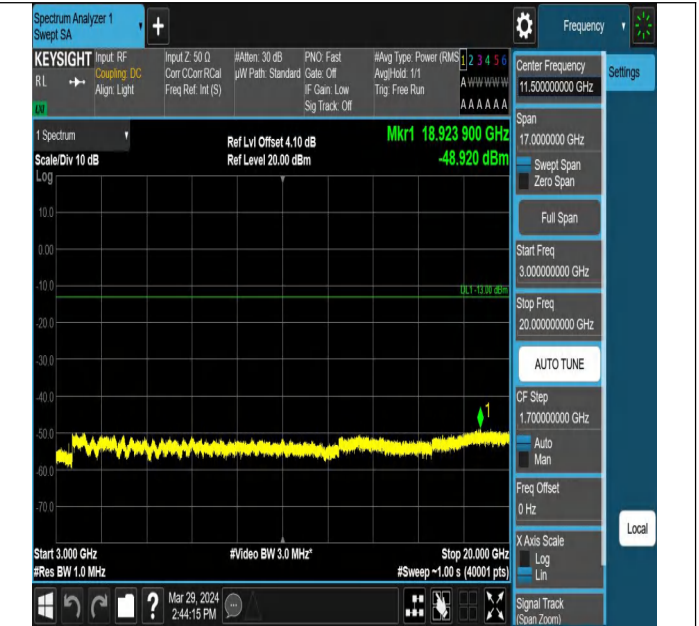 Spectrum Analyzer 1
Swept SA
Frequency
KEYSIGHT
RL
LXI
Input: RF
Coupling: DC
Align: Light
Input Z: 50 Ω
Corr CCorr RCal
Freq Ref: Int (S)
#Atten: 30 dB
µW Path: Standard
PNO: Fast
Gate: Off
IF Gain: Low
Sig Track: Off
#Avg Type: Power (RMS
Avg|Hold: 1/1
Trig: Free Run
1 2 3 4 5 6
A W W W W W
A A A A A A
1 Spectrum
Scale/Div 10 dB
Log
Ref Lvl Offset 4.10 dB
Ref Level 20.00 dBm
Mkr1 18.923 900 GHz
-48.920 dBm
10.0
0.00
-10.0
DL1 -13.00 dBm
-20.0
-30.0
-40.0
1
-50.0
-60.0
-70.0
Start 3.000 GHz
#Video BW 3.0 MHz*
Stop 20.000 GHz
#Res BW 1.0 MHz
#Sweep ~1.00 s (40001 pts)
?
Mar 29, 2024
2:44:15 PM
Center Frequency
11.500000000 GHz
Settings
Span
17.0000000 GHz
Swept Span
Zero Span
Full Span
Start Freq
3.000000000 GHz
Stop Freq
20.000000000 GHz
AUTO TUNE
CF Step
1.700000000 GHz
Auto
Man
Freq Offset
0 Hz
X Axis Scale
Log
Lin
Local
Signal Track
(Span Zoom)